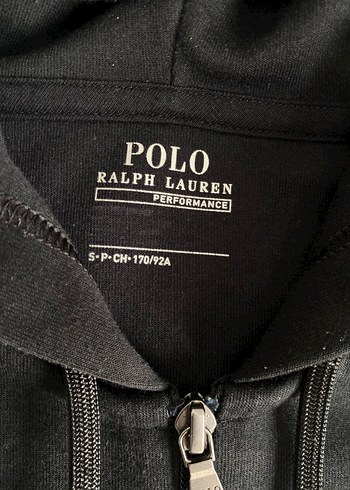 POLO
RALPH LAUREN
PERFORMANCE
S•P•CH•170/92A